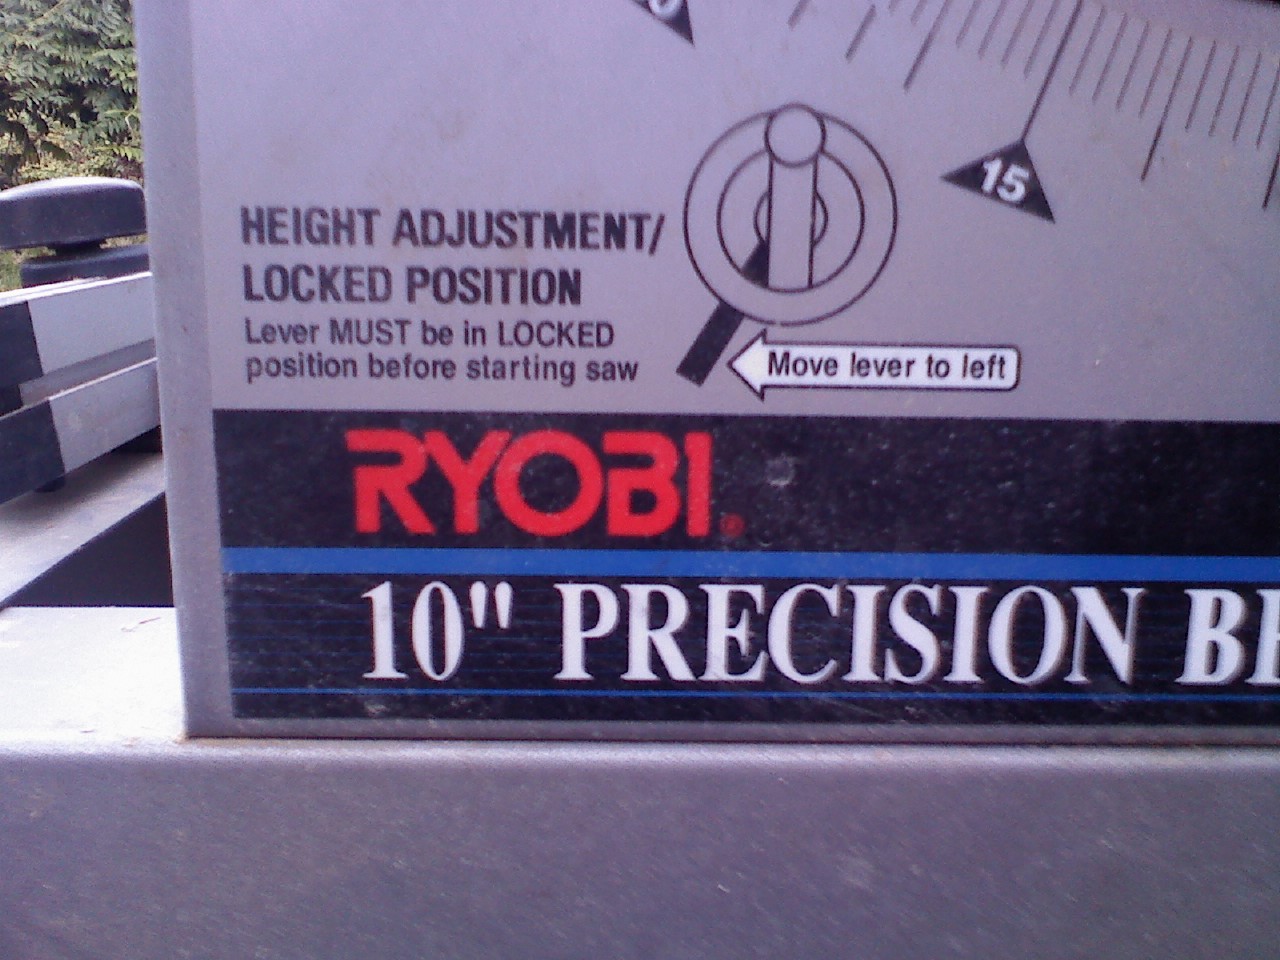 15
HEIGHT ADJUSTMENT/
LOCKED POSITION
Lever MUST be in LOCKED
position before starting saw
Move lever to left
RYOBI®
10" PRECISION